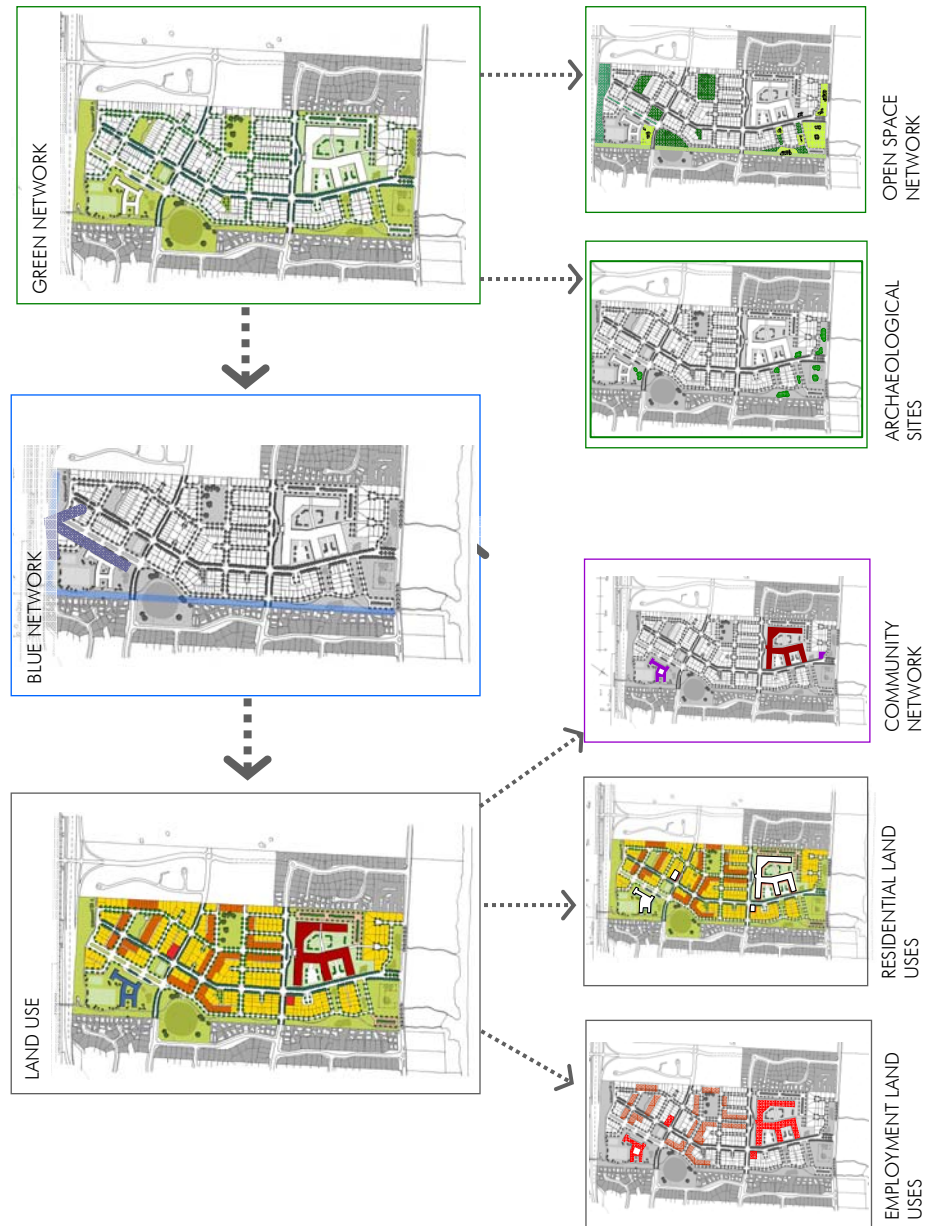 GREEN NETWORK
OPEN SPACE
NETWORK
ARCHAEOLOGICAL
SITES
BLUE NETWORK
COMMUNITY
NETWORK
LAND USE
RESIDENTIAL LAND
USES
EMPLOYMENT LAND
USES